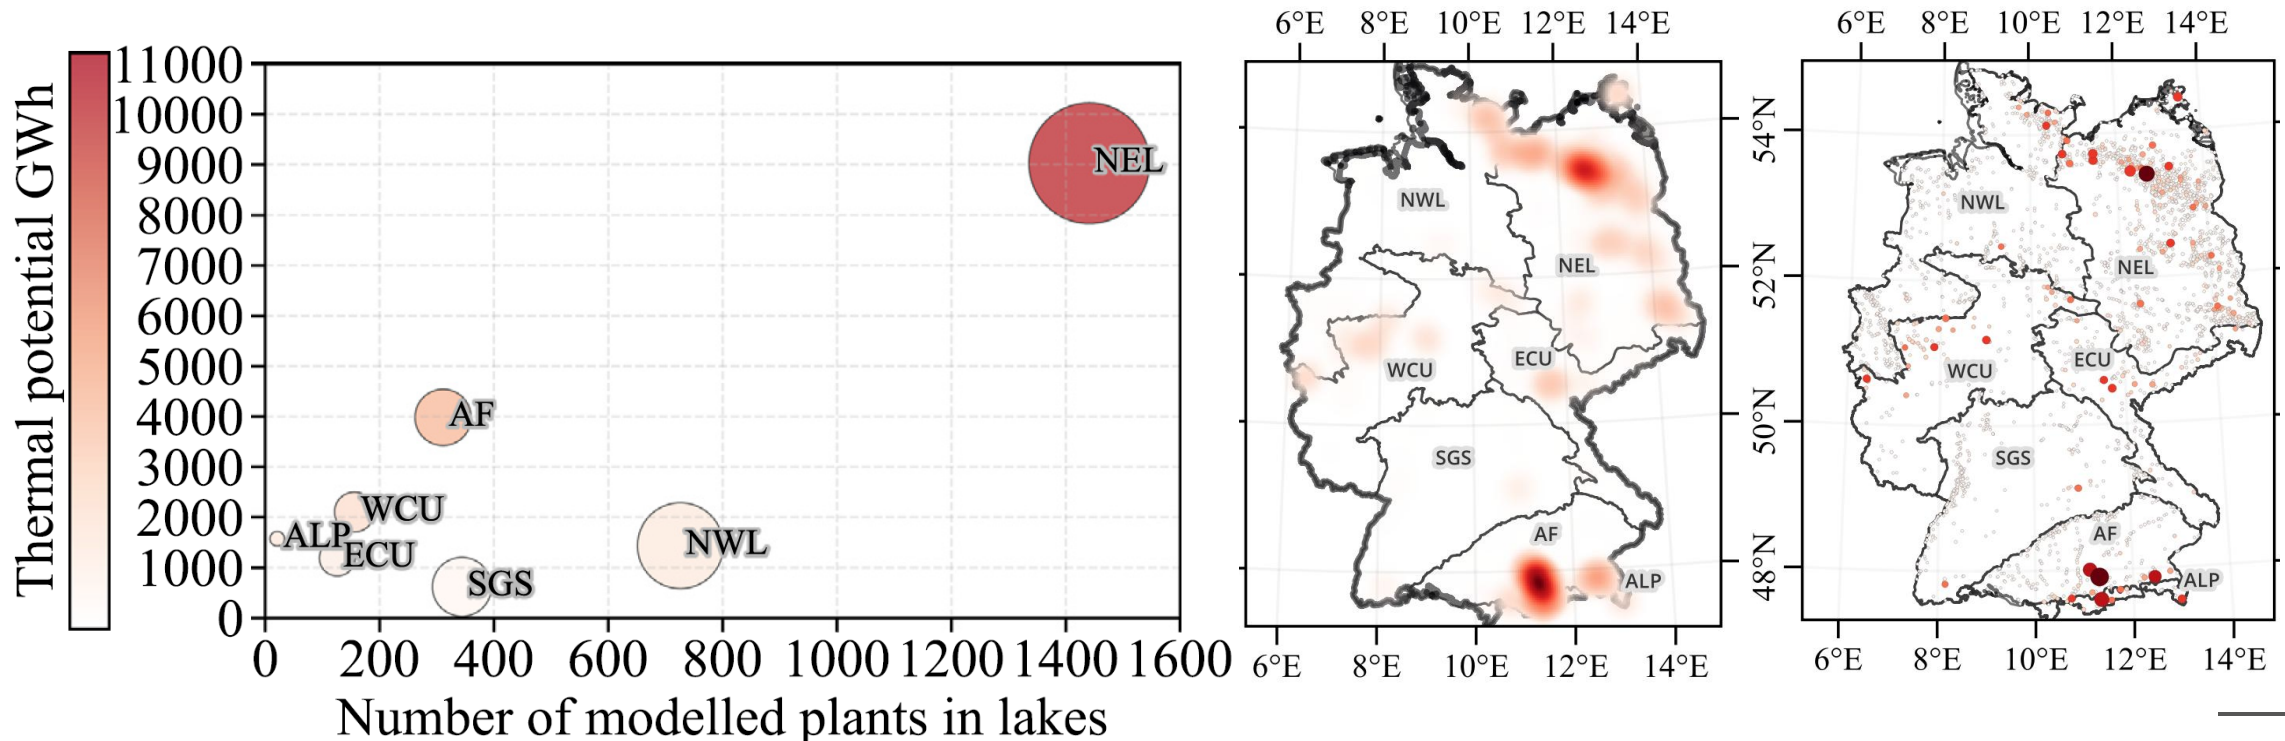 Thermal potential GWh
11000
10000
9000
8000
7000
6000
5000
4000
3000
2000
1000
0
NEL
AF
WCU
ALP
ECU
SGS
NWL
0 200 400 600 800 1000 1200 1400 1600
Number of modelled plants in lakes
6°E 8°E 10°E 12°E 14°E
NWL
NEL
ECU
WCU
SGS
AF
ALP
6°E 8°E 10°E 12°E 14°E
6°E 8°E 10°E 12°E 14°E
54°N
52°N
50°N
48°N
NWL
NEL
ECU
WCU
SGS
AF
ALP
6°E 8°E 10°E 12°E 14°E